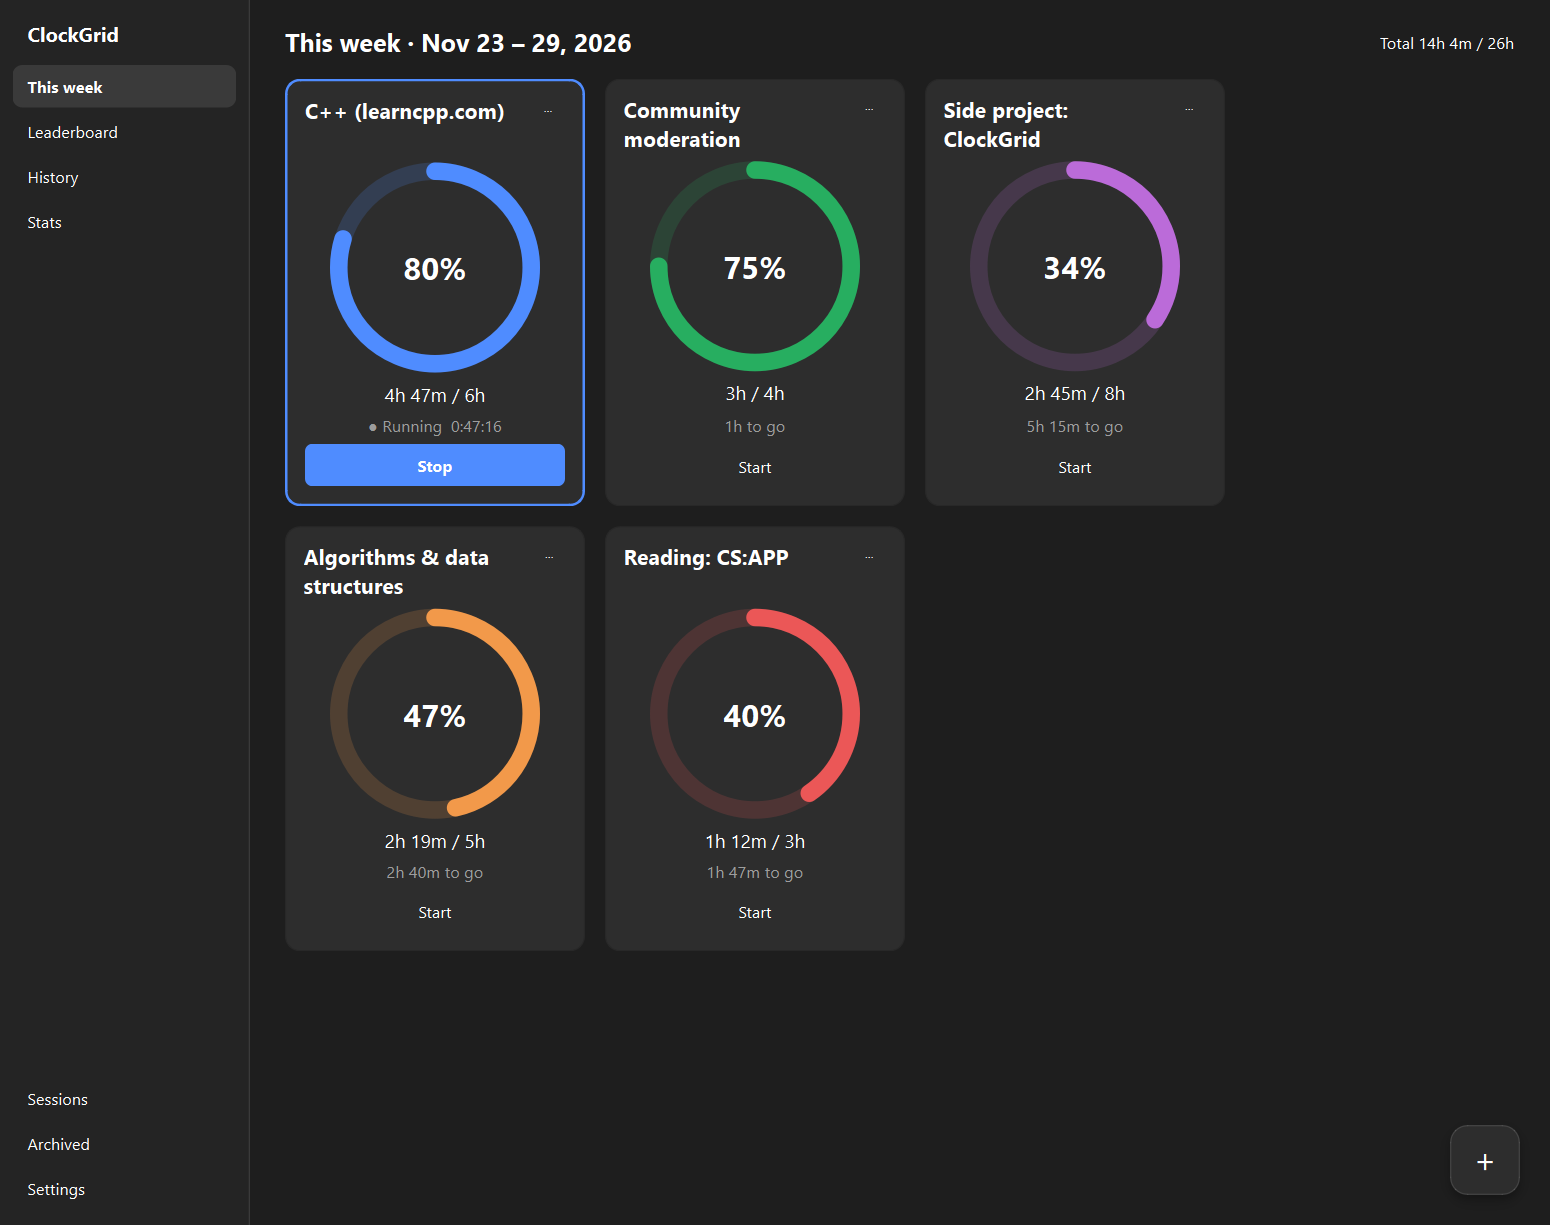 ClockGrid
This week
Leaderboard
History
Stats
Sessions
Archived
Settings
This week · Nov 23 – 29, 2026
Total 14h 4m / 26h
C++ (learncpp.com)
...
80%
4h 47m / 6h
● Running 0:47:16
Stop
Community
moderation
...
75%
3h / 4h
1h to go
Start
Side project:
ClockGrid
...
34%
2h 45m / 8h
5h 15m to go
Start
Algorithms & data
structures
...
47%
2h 19m / 5h
2h 40m to go
Start
Reading: CS:APP
...
40%
1h 12m / 3h
1h 47m to go
Start
+